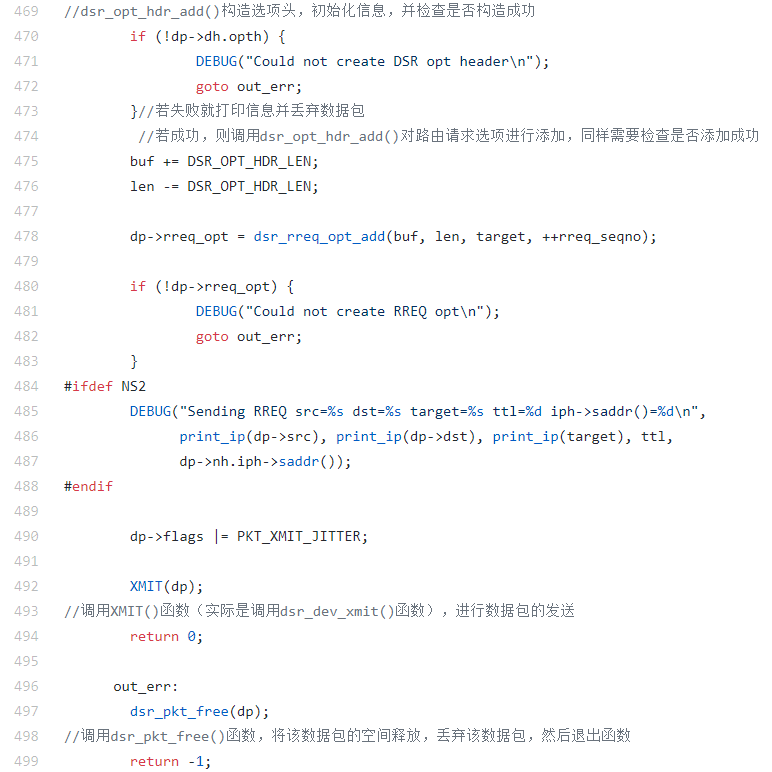 469 //dsr_opt_hdr_add()构造选项头，初始化信息，并检查是否构造成功
470 if (!dp->dh.opth) {
471 DEBUG("Could not create DSR opt header\n");
472 goto out_err;
473 }//若失败就打印信息并丢弃数据包
474 //若成功，则调用dsr_opt_hdr_add()对路由请求选项进行添加，同样需要检查是否添加成功
475 buf += DSR_OPT_HDR_LEN;
476 len -= DSR_OPT_HDR_LEN;
477
478 dp->rreq_opt = dsr_rreq_opt_add(buf, len, target, ++rreq_seqno);
479
480 if (!dp->rreq_opt) {
481 DEBUG("Could not create RREQ opt\n");
482 goto out_err;
483 }
484 #ifdef NS2
485 DEBUG("Sending RREQ src=%s dst=%s target=%s ttl=%d iph->saddr()=%d\n",
486 print_ip(dp->src), print_ip(dp->dst), print_ip(target), ttl,
487 dp->nh.iph->saddr());
488 #endif
489
490 dp->flags |= PKT_XMIT_JITTER;
491
492 XMIT(dp);
493 //调用XMIT()函数（实际是调用dsr_dev_xmit()函数），进行数据包的发送
494 return 0;
495
496 out_err:
497 dsr_pkt_free(dp);
498 //调用dsr_pkt_free()函数，将该数据包的空间释放，丢弃该数据包，然后退出函数
499 return -1;